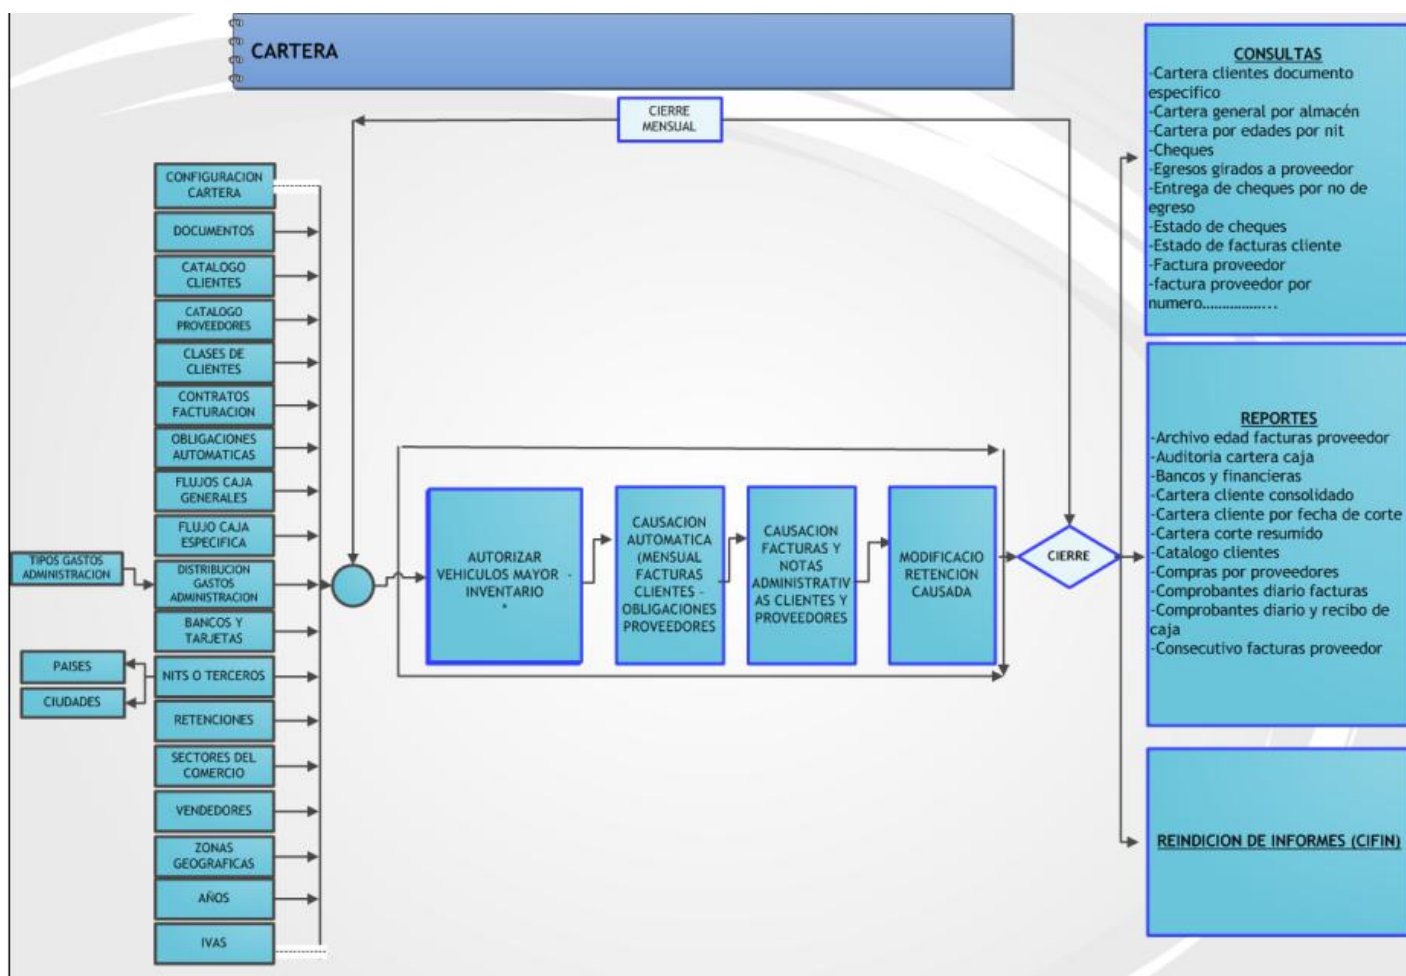 CARTERA
CIERRE
MENSUAL
CONFIGURACION
CARTERA
DOCUMENTOS
CATALOGO
CLIENTES
CATALOGO
PROVEEDORES
CLASES DE
CLIENTES
CONTRATOS
FACTURACION
OBLIGACIONES
AUTOMATICAS
FLUJOS CAJA
GENERALES
FLUJO CAJA
ESPECIFICA
TIPOS GASTOS
ADMINISTRACION
DISTRIBUCIÓN
GASTOS
ADMINISTRACION
BANCOS Y
TARJETAS
PAISES
CIUDADES
NITS O TERCEROS
RETENCIONES
SECTORES DEL
COMERCIO
VENDEDORES
ZONAS
GEOGRAFICAS
AÑOS
IVAS
AUTORIZAR
VEHICULOS MAYOR -
INVENTARIO
*
CAUSACION
AUTOMATICA
(MENSUAL
FACTURAS
CLIENTES -
OBLIGACIONES
PROVEEDORES
CAUSACION
FACTURAS Y
NOTAS
ADMINISTRATIV
AS CLIENTES Y
PROVEEDORES
MODIFICACIO
RETENCION
CAUSADA
CIERRE
CONSULTAS
-Cartera clientes documento
especifico
-Cartera general por almacén
-Cartera por edades por nit
-Cheques
-Egresos girados a proveedor
-Entrega de cheques por no de
egreso
-Estado de cheques
-Estado de facturas cliente
-Factura proveedor
-factura proveedor por
numero………………...
REPORTES
-Archivo edad facturas proveedor
-Auditoria cartera caja
-Bancos y financieras
-Cartera cliente consolidado
-Cartera cliente por fecha de corte
-Cartera corte resumido
-Catalogo clientes
-Compras por proveedores
-Comprobantes diario facturas
-Comprobantes diario y recibo de
caja
-Consecutivo facturas proveedor
REINDICION DE INFORMES (CIFIN)